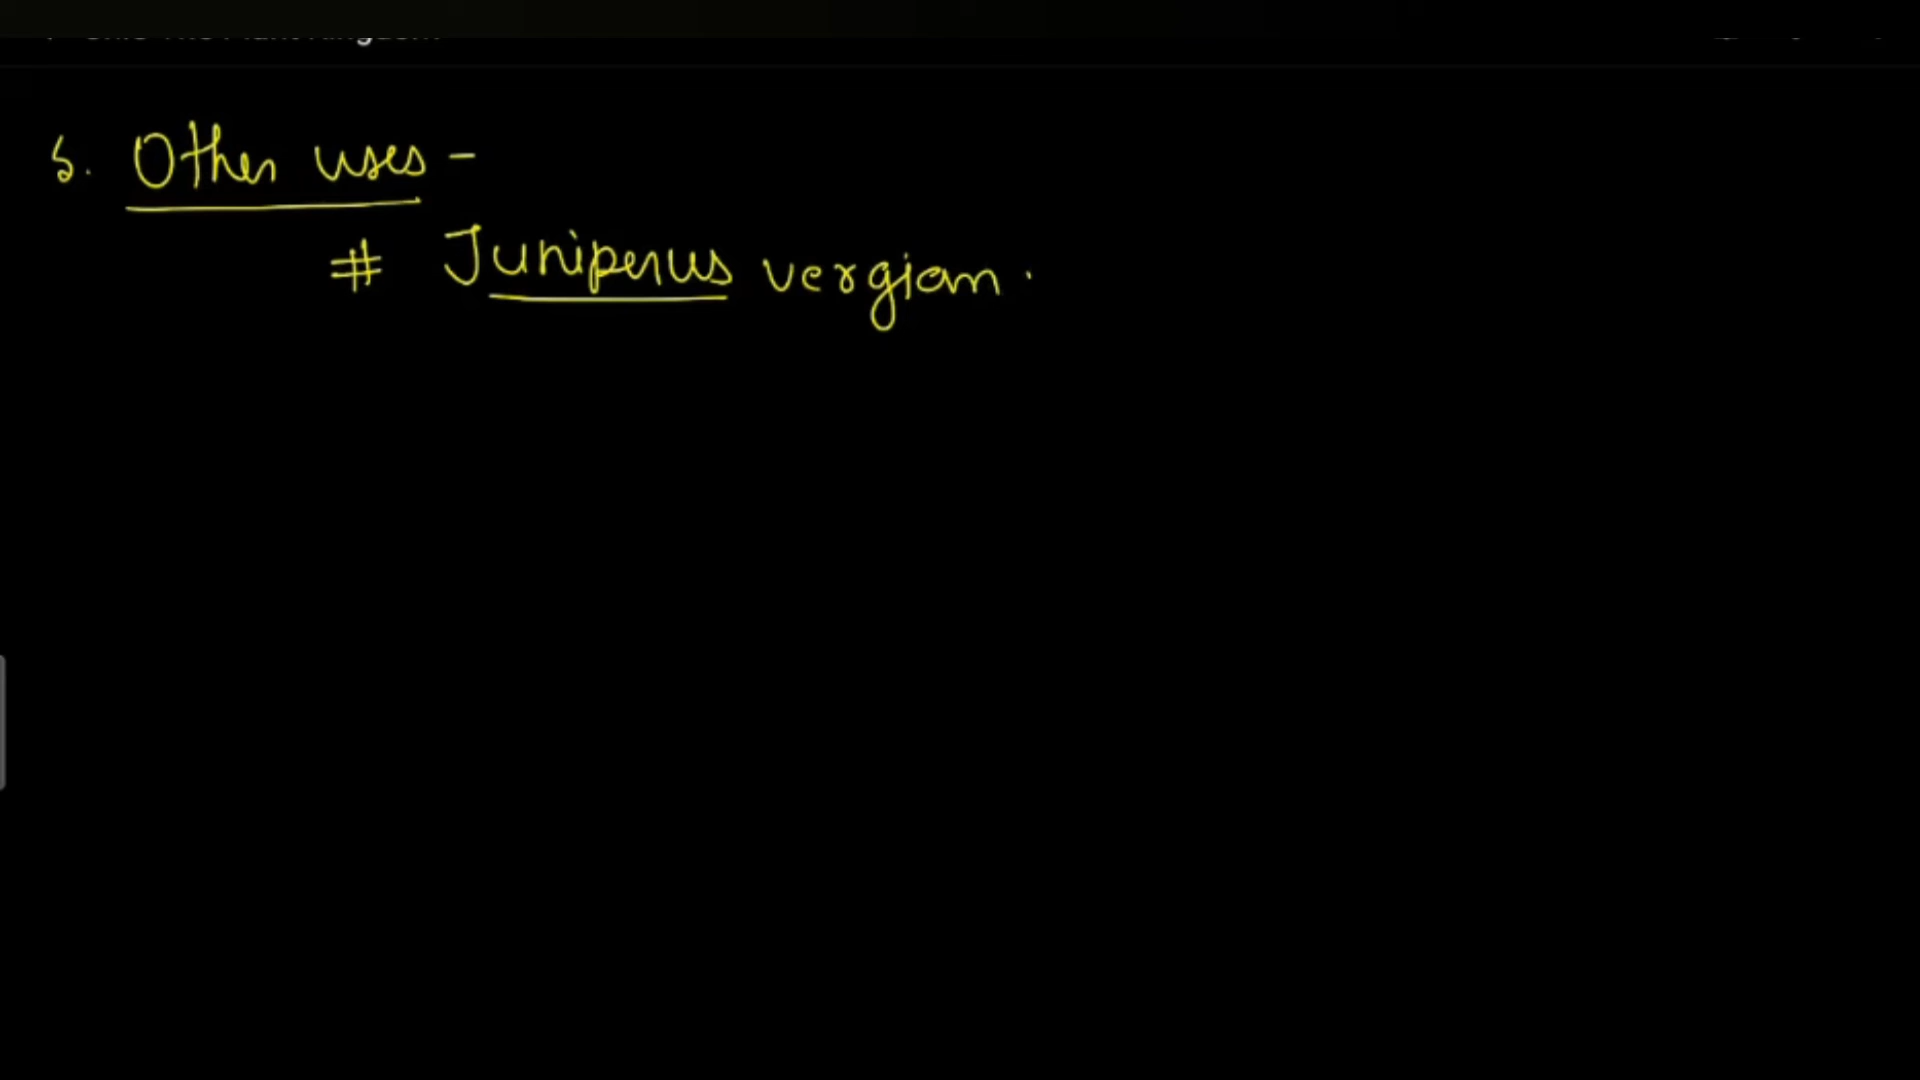 5. Other uses -
# Juniperus vergian.